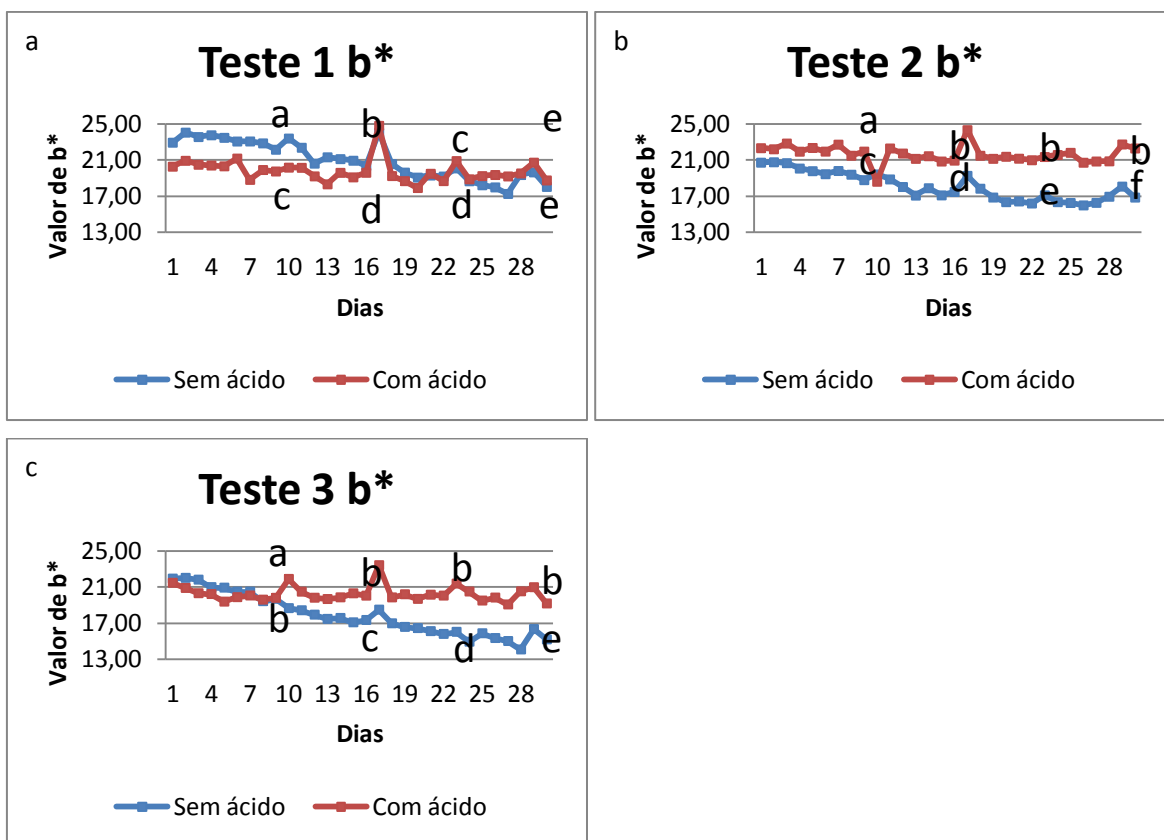 a
Teste 1 b*
Valor de b*
25,00
21,00
17,00
13,00
a
b
c
e
c
d
d
e
1 4 7 10 13 16 19 22 25 28
Dias
Sem ácido Com ácido
b
Teste 2 b*
Valor de b*
25,00
21,00
17,00
13,00
a
b
b
b
c
d
e
f
1 4 7 10 13 16 19 22 25 28
Dias
Sem ácido Com ácido
c
Teste 3 b*
Valor de b*
25,00
21,00
17,00
13,00
a
b
b
b
b
c
d
e
1 4 7 10 13 16 19 22 25 28
Dias
Sem ácido Com ácido